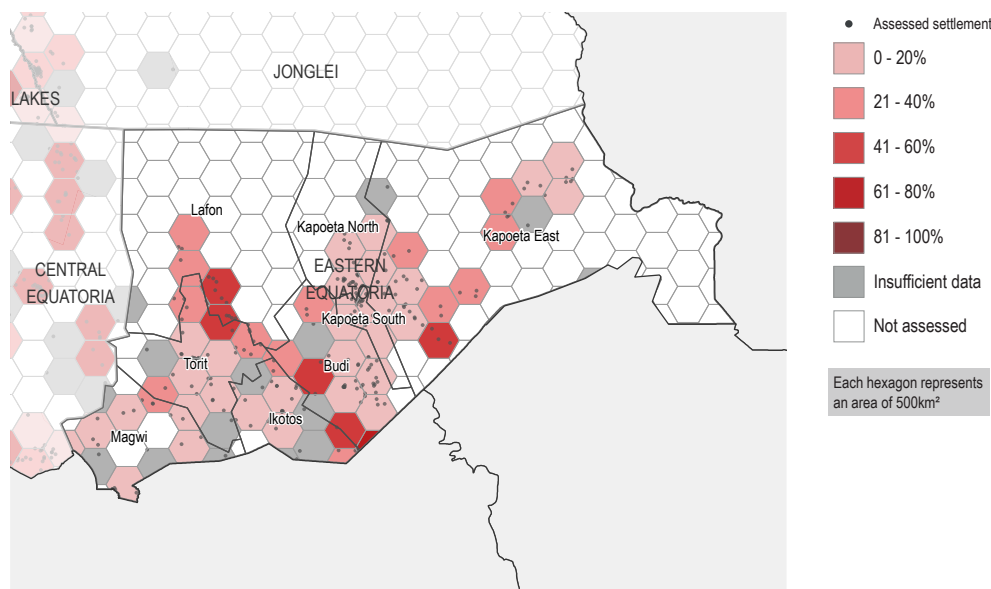 JONGLEI
LAKES
Lafon
Kapoeta North
Kapoeta East
CENTRAL
EQUATORIA
EASTERN
EQUATORIA
Kapoeta South
Torit
Budi
Ikotos
Magwi
Assessed settlement
0 - 20%
21 - 40%
41 - 60%
61 - 80%
81 - 100%
Insufficient data
Not assessed
Each hexagon represents
an area of 500km²